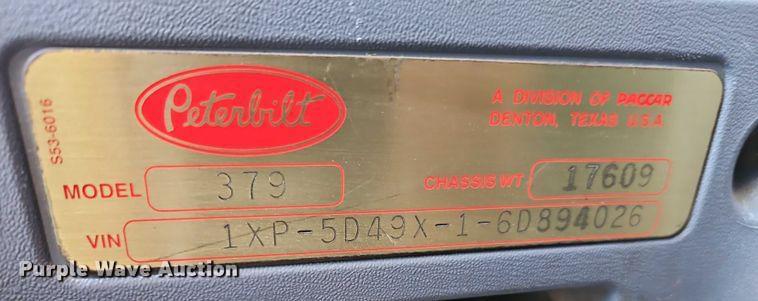 Peterbilt
A DIVISION OF PACCAR
DENTON, TEXAS U.S.A.
S53-6016
MODEL 379
CHASSIS WT 17609
VIN 1XP-5D49X-1-6D894026
Purple Wave Auction